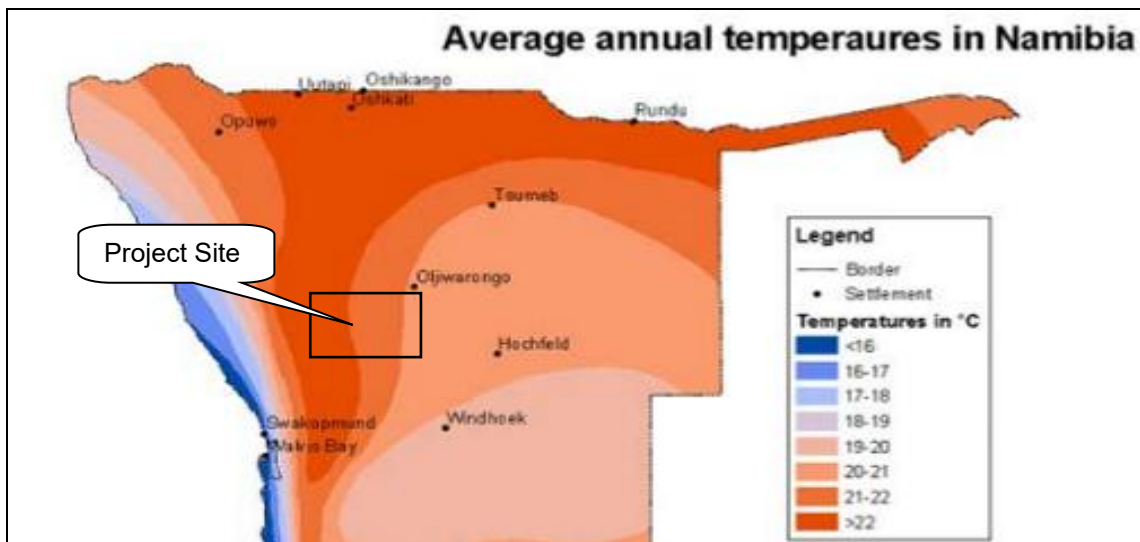 Average annual temperaures in Namibia
Uutapi
Oshikango
Oshkati
Opuwo
Rundu
Tsumeb
Project Site
Otjiwarongo
Hochfeld
Windhoek
Swakopmund
Walvis Bay
Legend
Border
Settlement
Temperatures in °C
<16
16-17
17-18
18-19
19-20
20-21
21-22
>22